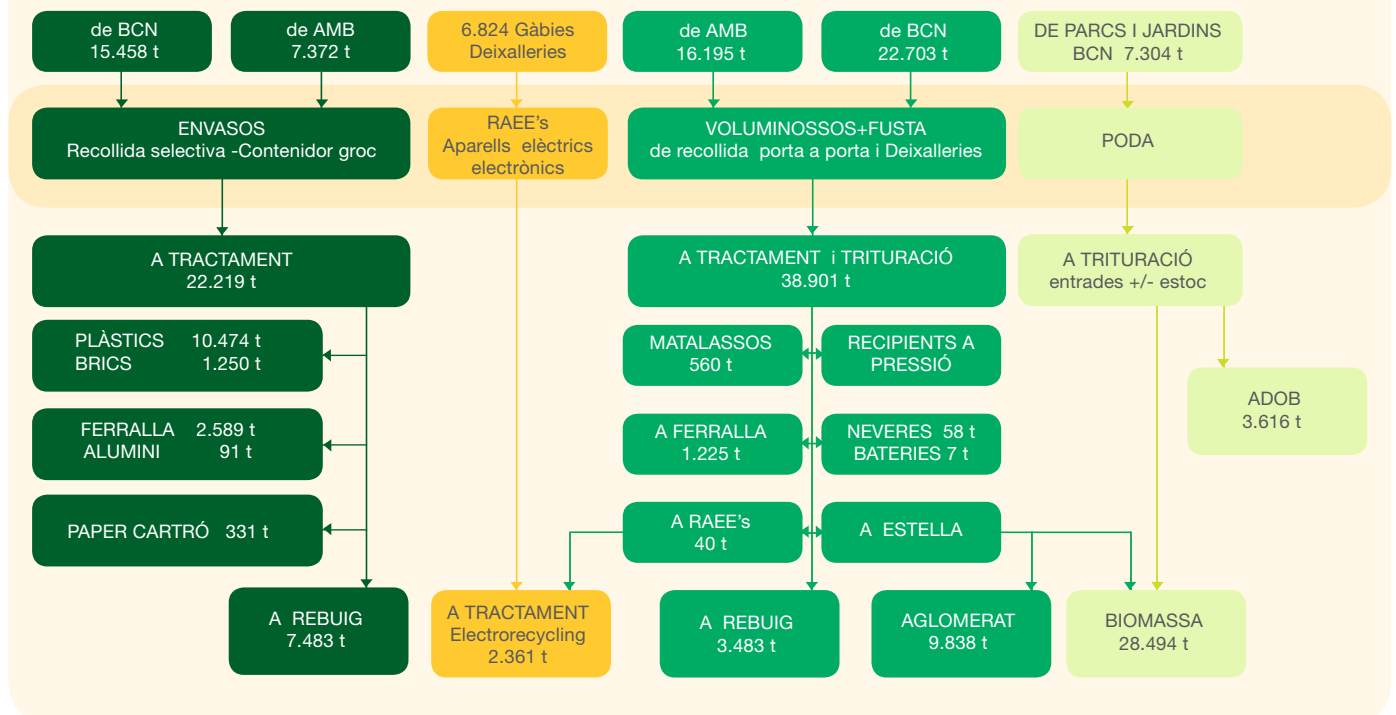 de BCN
15.458 t
de AMB
7.372 t
6.824 Gàbies
Deixalleries
de AMB
16.195 t
de BCN
22.703 t
DE PARCS I JARDINS
BCN 7.304 t
ENVASOS
Recollida selectiva -Contenidor groc
RAEE's
Aparells elèctrics
electrònics
VOLUMINOSSOS+FUSTA
de recollida porta a porta i Deixalleries
PODA
A TRACTAMENT
22.219 t
A TRACTAMENT i TRITURACIÓ
38.901 t
A TRITURACIÓ
entrades +/- estoc
PLÀSTICS 10.474 t
BRICS 1.250 t
MATALASSOS
560 t
RECIPIENTS A
PRESSIÓ
ADOB
3.616 t
FERRALLA 2.589 t
ALUMINI 91 t
A FERRALLA
1.225 t
NEVERES 58 t
BATERIES 7 t
PAPER CARTRÓ 331 t
A RAEE's
40 t
A ESTELLA
A REBUIG
7.483 t
A TRACTAMENT
Electrorecycling
2.361 t
A REBUIG
3.483 t
AGLOMERAT
9.838 t
BIOMASSA
28.494 t